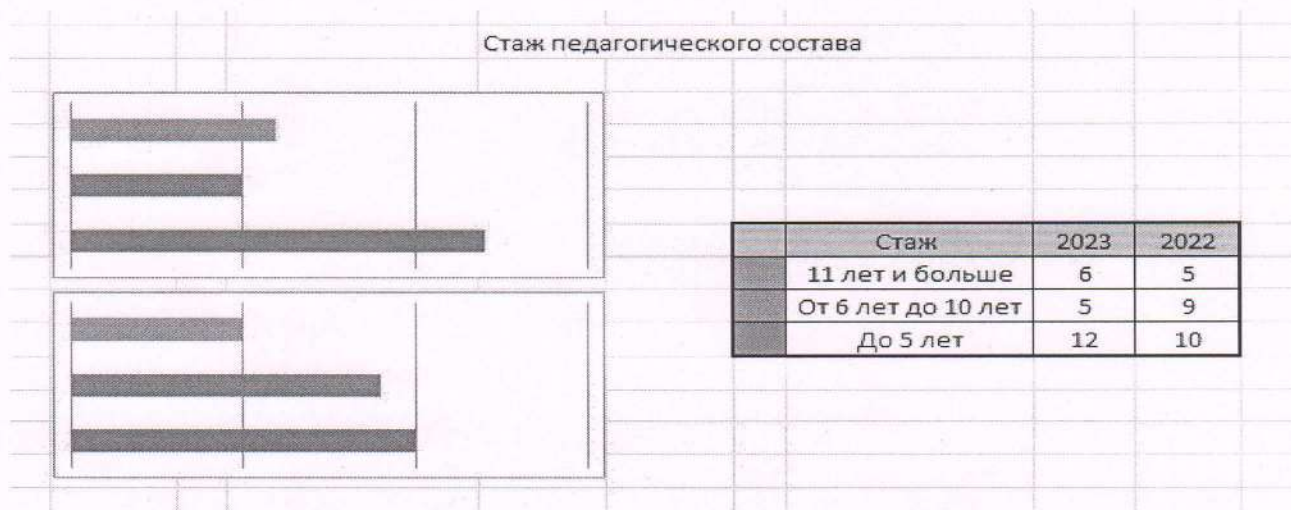 Стаж педагогического состава
Стаж 2023 2022
11 лет и больше 6 5
От 6 лет до 10 лет 5 9
До 5 лет 12 10